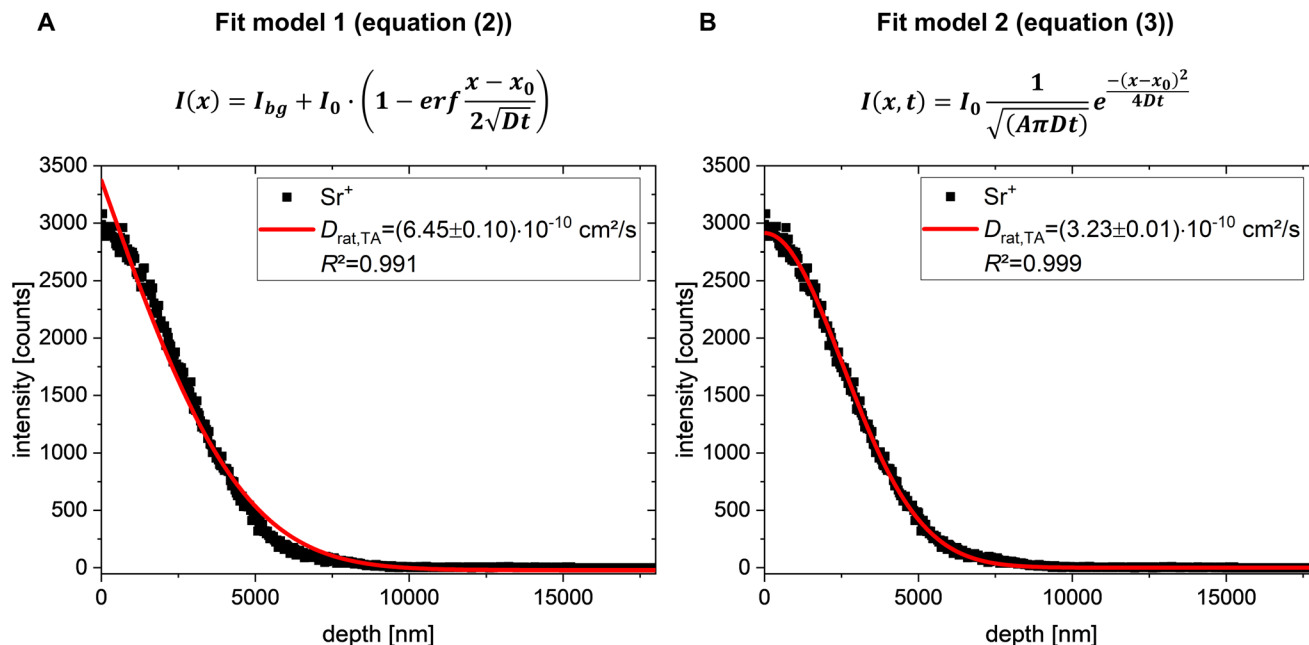 A Fit model 1 (equation (2))
I(x) = I_bg + I_0 · (1 − erf (x − x_0)/(2√Dt))
3500
3000
2500
2000
1500
1000
500
0
intensity [counts]
Sr⁺
D_rat,TA=(6.45±0.10)·10⁻¹⁰ cm²/s
R²=0.991
0 5000 10000 15000
depth [nm]
B Fit model 2 (equation (3))
I(x, t) = I_0 1/√(AπDt) e^(−(x−x_0)²/4Dt)
3500
3000
2500
2000
1500
1000
500
0
intensity [counts]
Sr⁺
D_rat,TA=(3.23±0.01)·10⁻¹⁰ cm²/s
R²=0.999
0 5000 10000 15000
depth [nm]